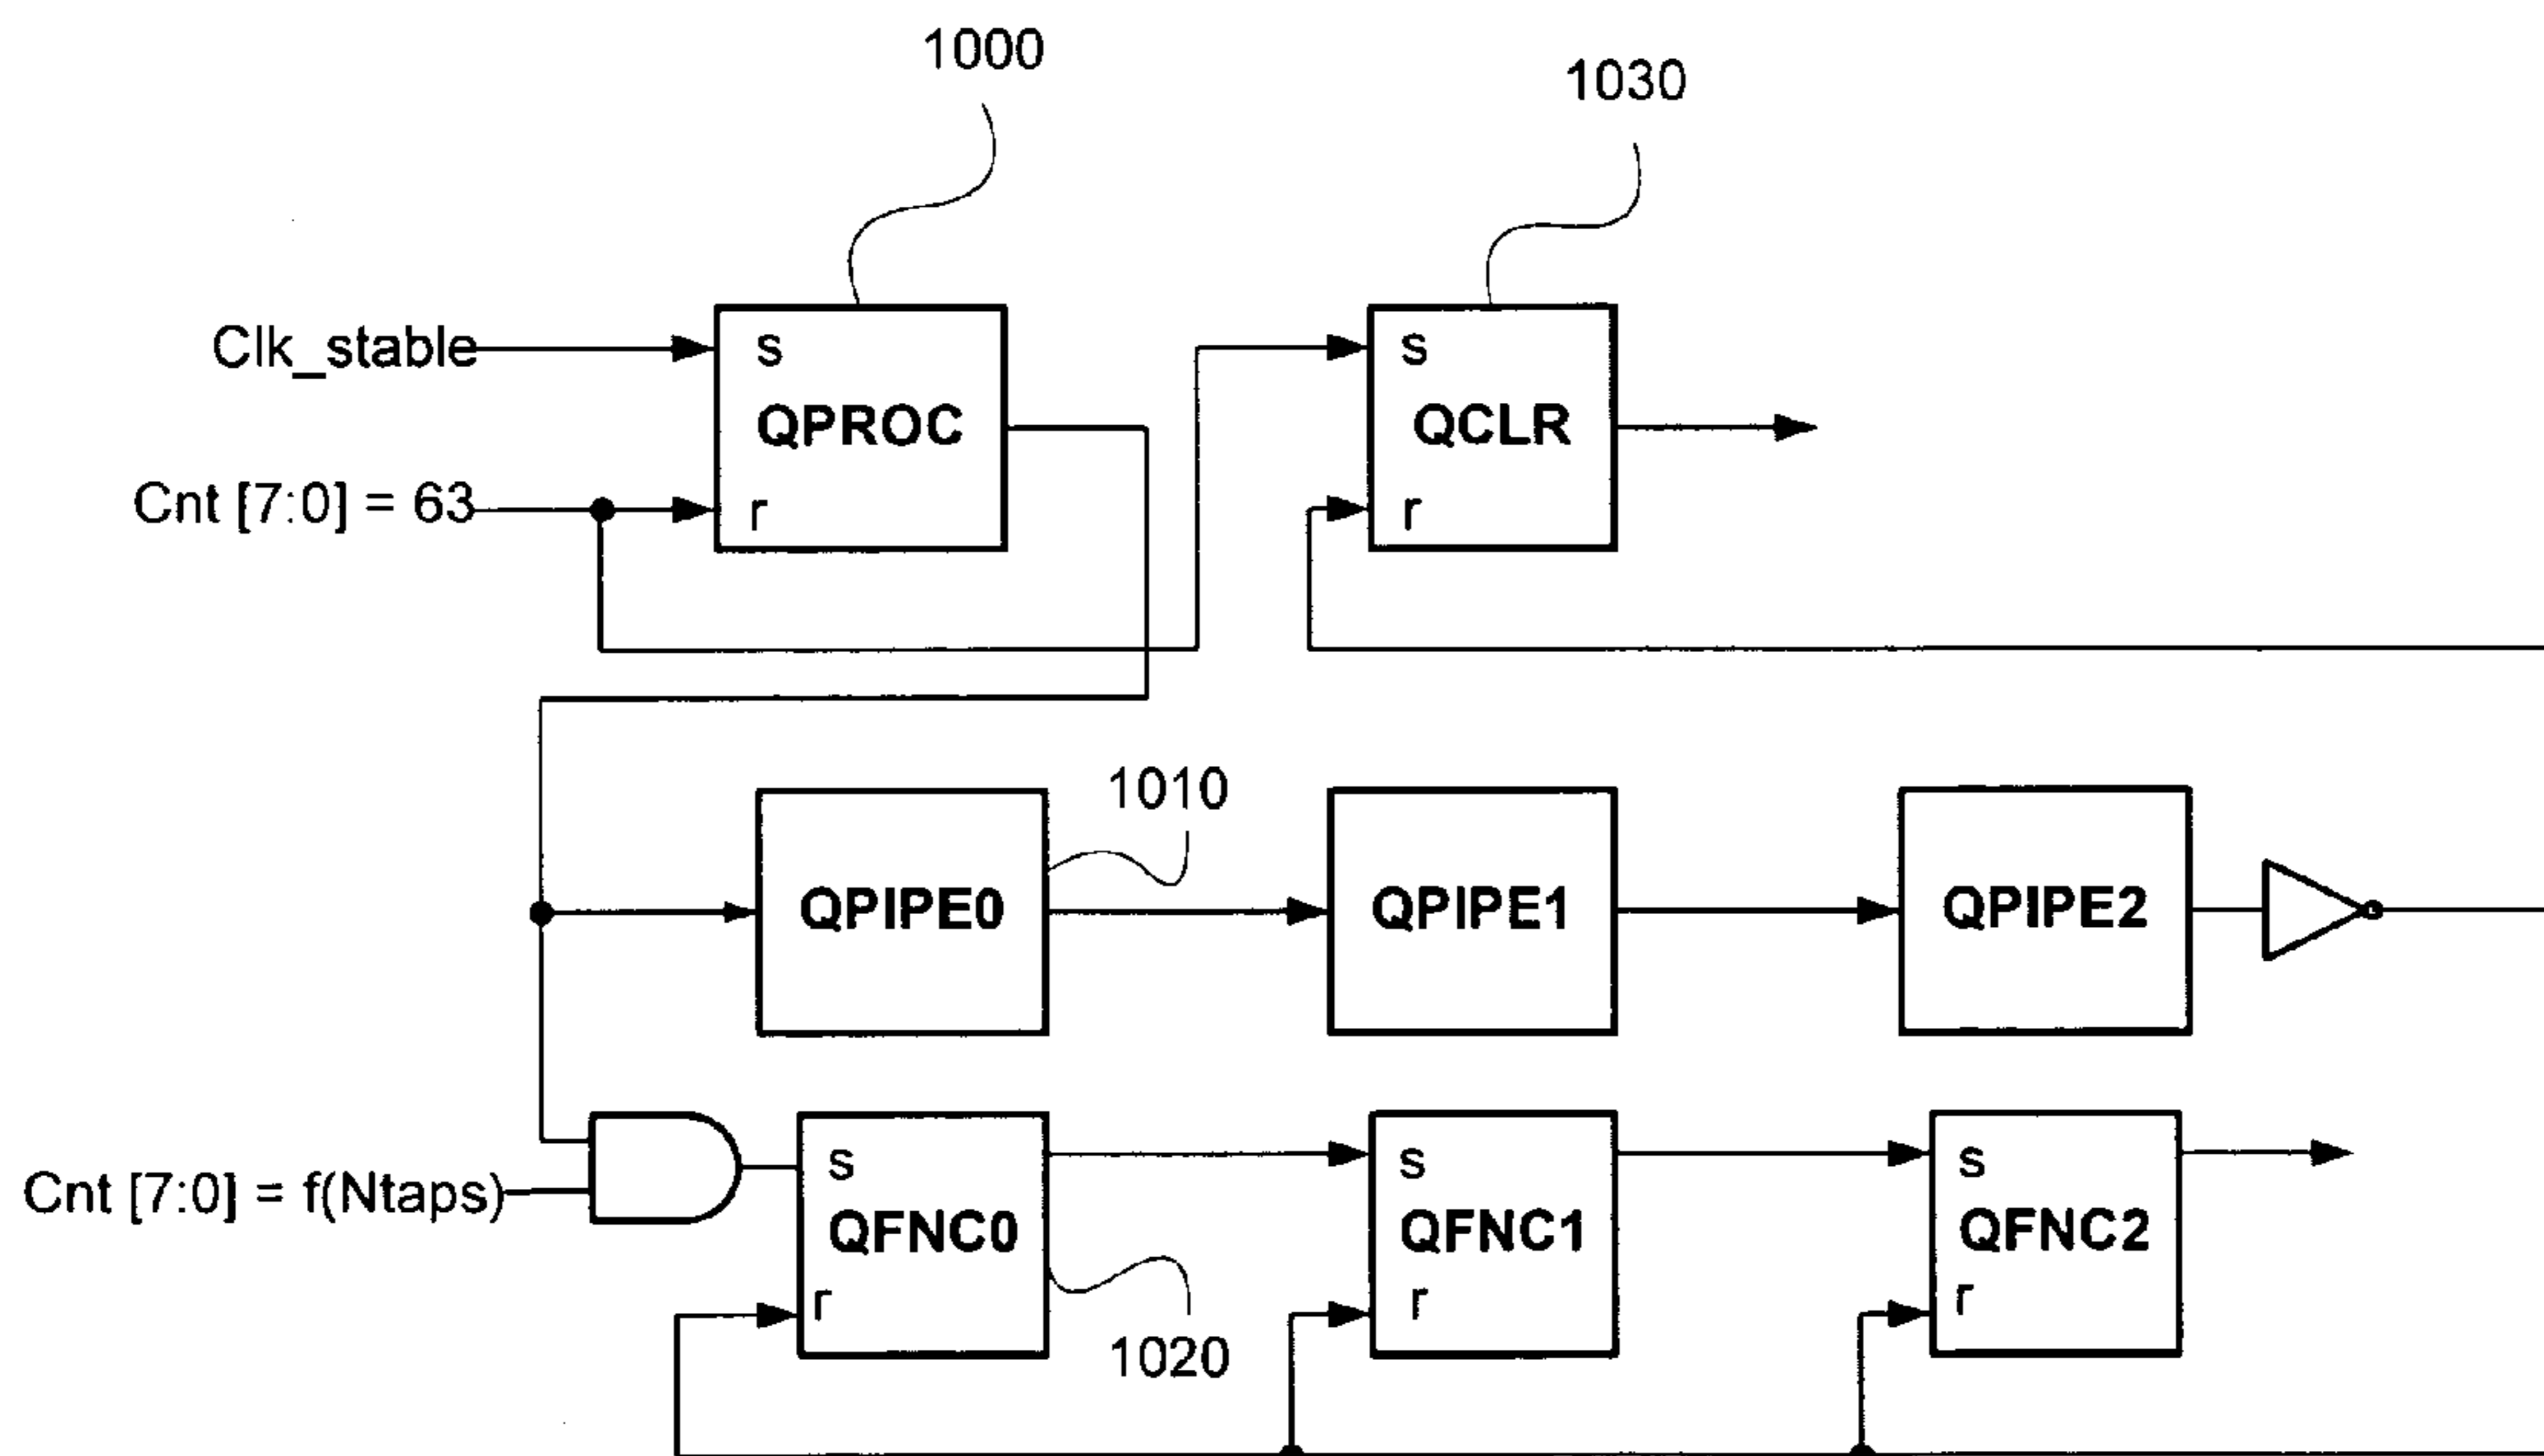 1000
1030
Clk_stable
s
QPROC
Cnt [7:0] = 63
r
s
QCLR
r
1010
QPIPE0
QPIPE1
QPIPE2
Cnt [7:0] = f(Ntaps)
s
QFNC0
r
s
QFNC1
r
s
QFNC2
r
1020